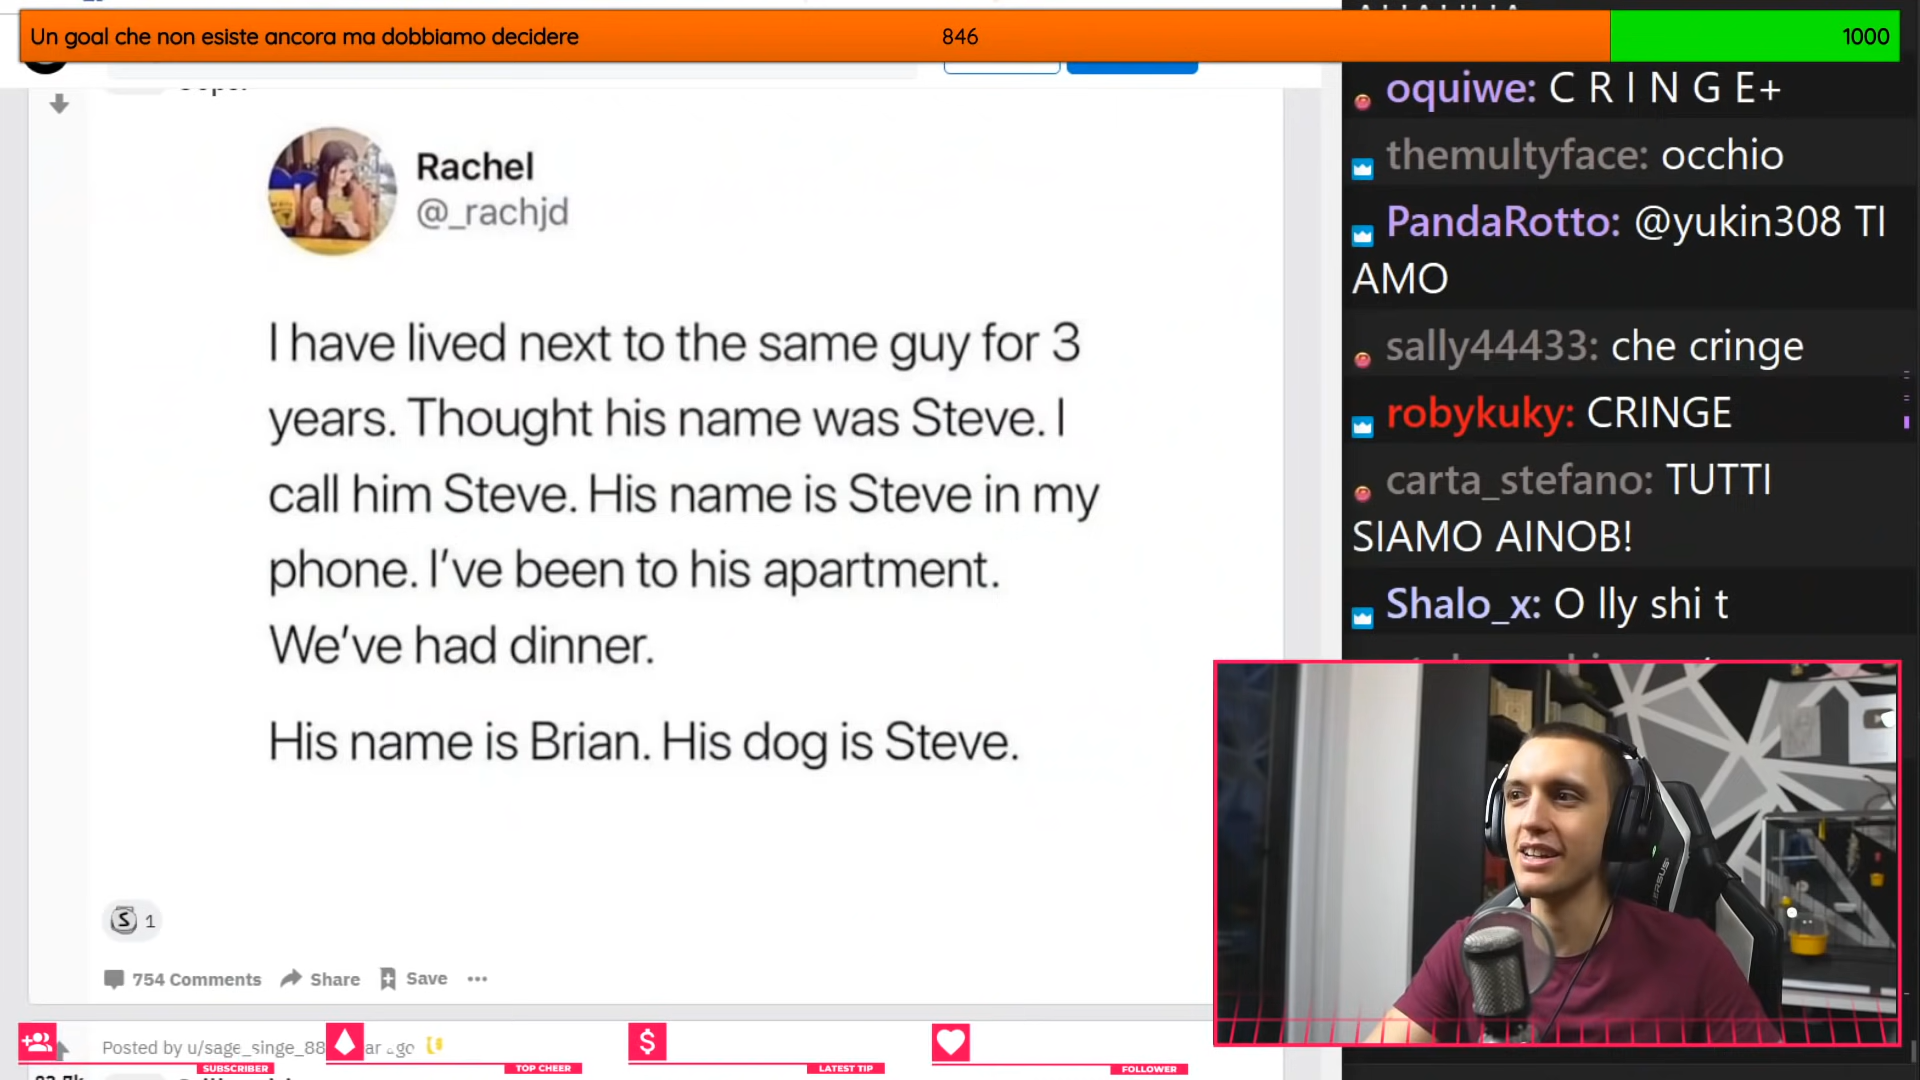 Un goal che non esiste ancora ma dobbiamo decidere
846
1000
Rachel
@_rachjd
I have lived next to the same guy for 3
years. Thought his name was Steve. I
call him Steve. His name is Steve in my
phone. I've been to his apartment.
We've had dinner.
His name is Brian. His dog is Steve.
S 1
754 Comments
Share
Save
Posted by u/sage_singe_88
SUBSCRIBER
TOP CHEER
LATEST TIP
FOLLOWER
oquiwe: C R I N G E+
themultyface: occhio
PandaRotto: @yukin308 TI
AMO
sally44433: che cringe
robykuky: CRINGE
carta_stefano: TUTTI
SIAMO AINOB!
Shalo_x: O lly shi t